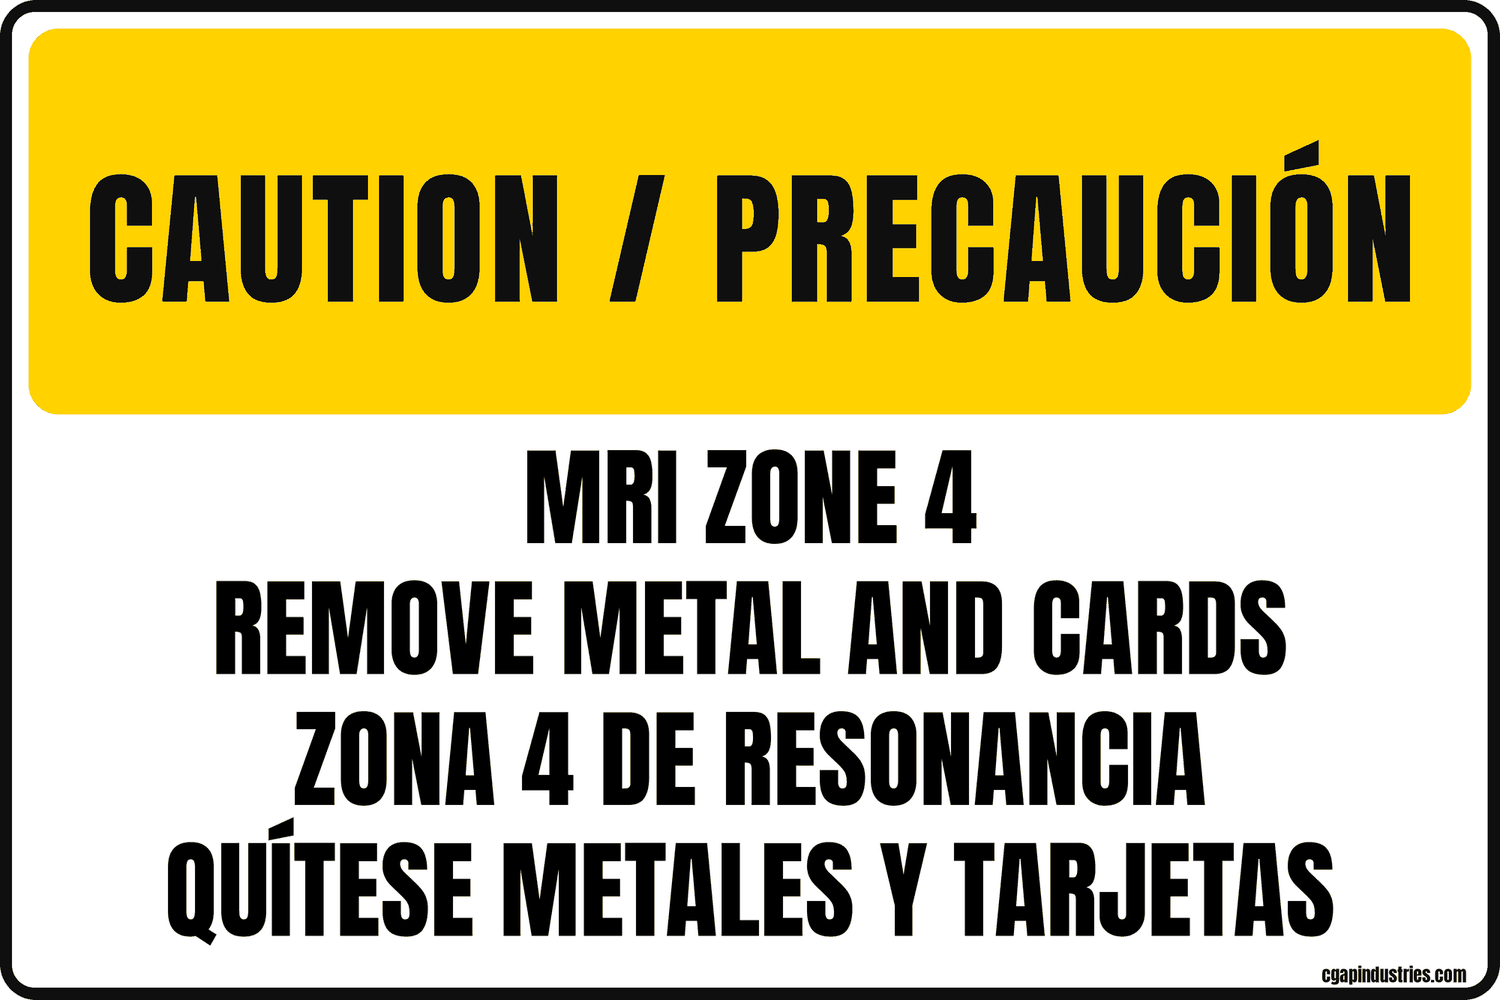 CAUTION / PRECAUCIÓN
MRI ZONE 4
REMOVE METAL AND CARDS
ZONA 4 DE RESONANCIA
QUÍTESE METALES Y TARJETAS
cgapindustries.com